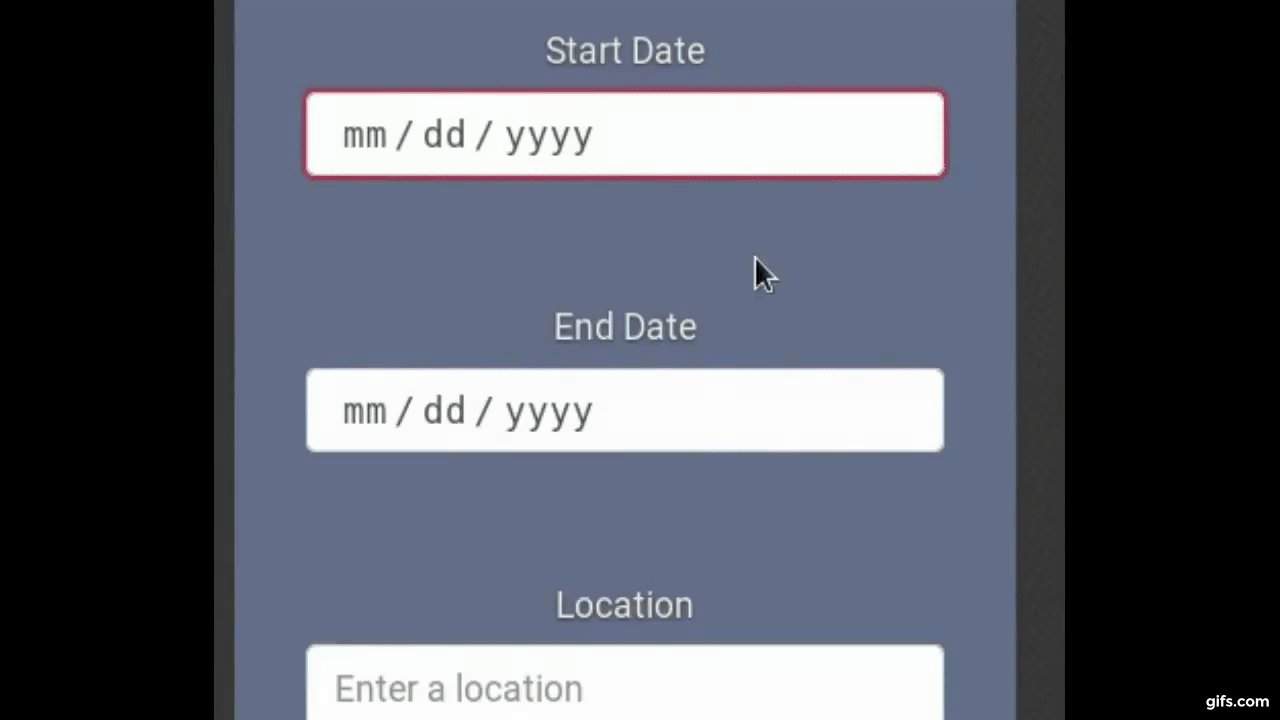 Start Date
mm / dd / yyyy
End Date
mm / dd / yyyy
Location
Enter a location
gifs.com